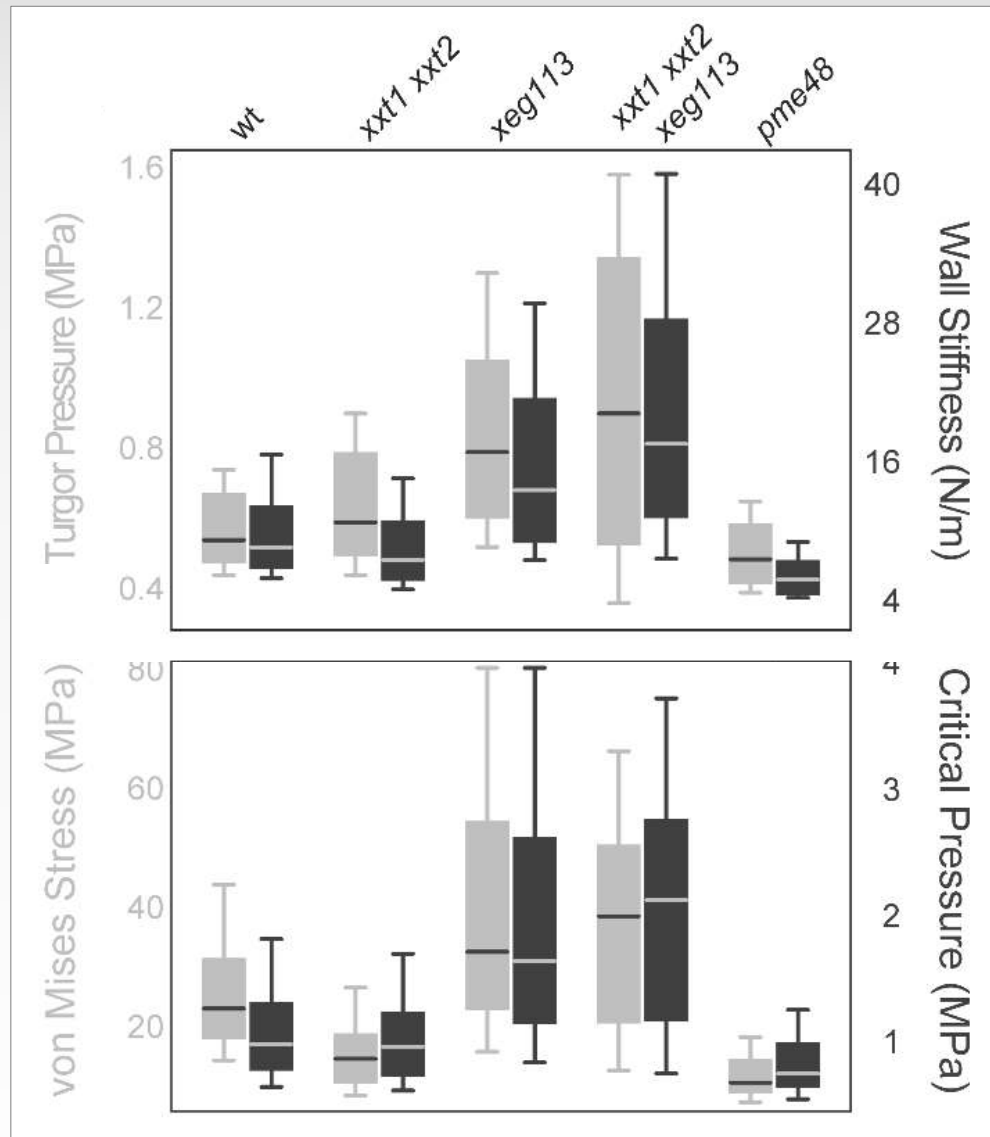 wt
xxt1 xxt2
xeg113
xxt1 xxt2
xeg113
pme48
Turgor Pressure (MPa)
1.6
1.2
0.8
0.4
40
28
16
4
Wall Stiffness (N/m)
von Mises Stress (MPa)
80
60
40
20
4
3
2
1
Critical Pressure (MPa)